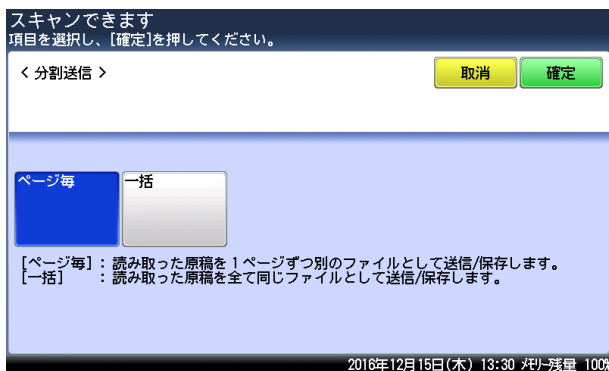 スキャンできます
項目を選択し、[確定]を押してください。
< 分割送信 >
取消
確定
ページ毎
一括
[ページ毎] : 読み取った原稿を1ページずつ別のファイルとして送信/保存します。
[一括] : 読み取った原稿を全て同じファイルとして送信/保存します。
2016年12月15日(木) 13:30 メモリー残量 100%